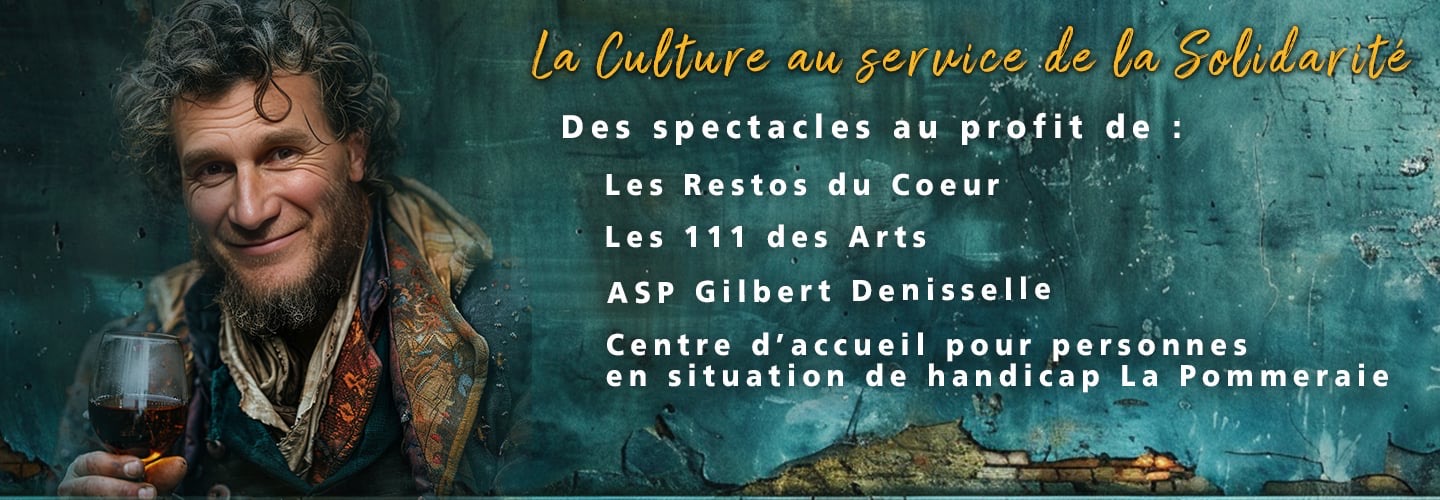 La Culture au service de la Solidarité
Des spectacles au profit de :
Les Restos du Coeur
Les 111 des Arts
ASP Gilbert Denisselle
Centre d’accueil pour personnes
en situation de handicap La Pommeraie